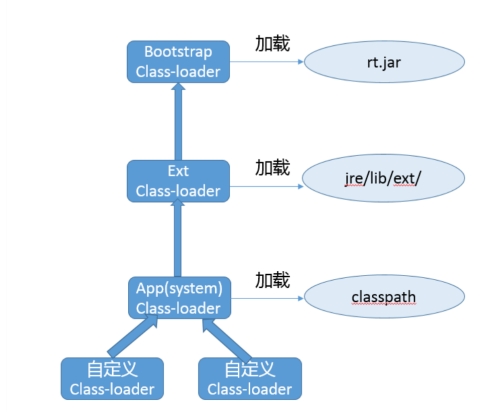 Bootstrap
Class-loader
加载
rt.jar
Ext
Class-loader
加载
jre/lib/ext/
App(system)
Class-loader
加载
classpath
自定义
Class-loader
自定义
Class-loader